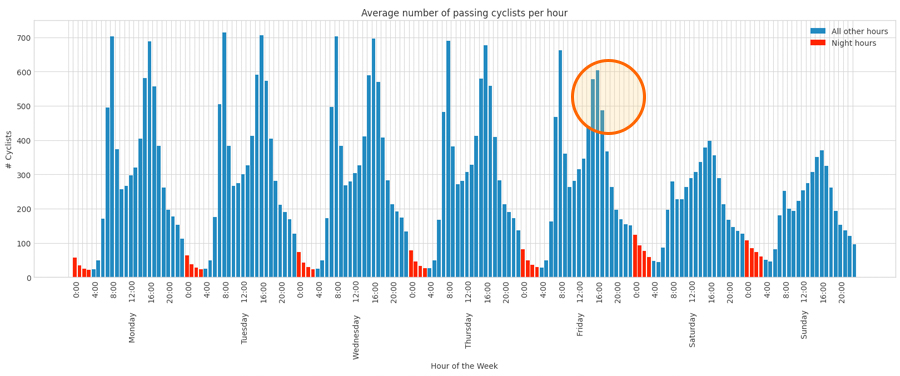 Average number of passing cyclists per hour
All other hours
Night hours
# Cyclists
700
600
500
400
300
200
100
0
0:00 4:00 8:00 12:00 16:00 20:00 0:00 4:00 8:00 12:00 16:00 20:00 0:00 4:00 8:00 12:00 16:00 20:00 0:00 4:00 8:00 12:00 16:00 20:00 0:00 4:00 8:00 12:00 16:00 20:00 0:00 4:00 8:00 12:00 16:00 20:00 0:00 4:00 8:00 12:00 16:00 20:00
Monday Tuesday Wednesday Thursday Friday Saturday Sunday
Hour of the Week